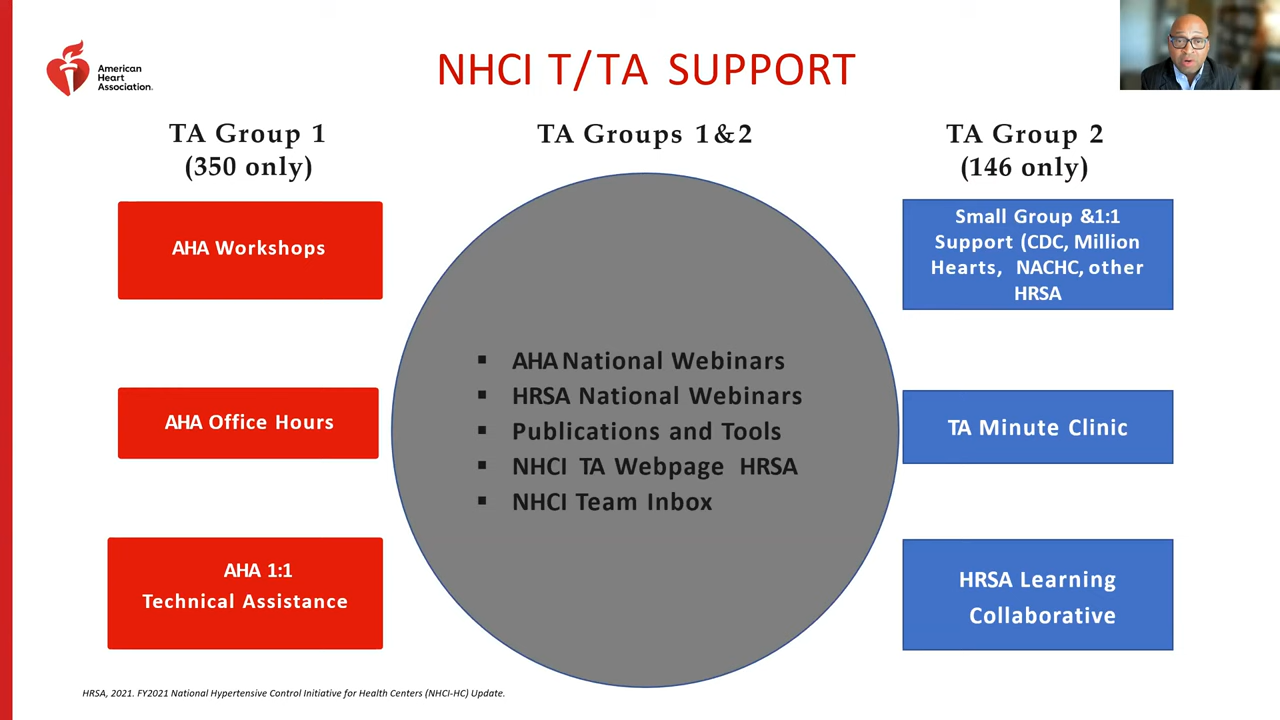 American
Heart
Association.
NHCI T/TA SUPPORT
TA Group 1
(350 only)
AHA Workshops
AHA Office Hours
AHA 1:1
Technical Assistance
TA Groups 1&2
▪ AHA National Webinars
▪ HRSA National Webinars
▪ Publications and Tools
▪ NHCI TA Webpage HRSA
▪ NHCI Team Inbox
TA Group 2
(146 only)
Small Group &1:1
Support (CDC, Million
Hearts, NACHC, other
HRSA
TA Minute Clinic
HRSA Learning
Collaborative
HRSA, 2021. FY2021 National Hypertensive Control Initiative for Health Centers (NHCI-HC) Update.